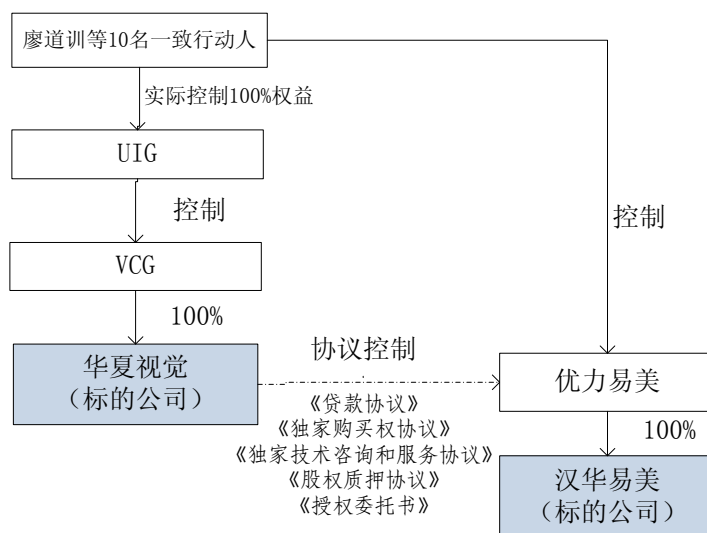 廖道训等10名一致行动人
实际控制100%权益
UIG
控制
控制
VCG
100%
协议控制
华夏视觉
（标的公司）
优力易美
《贷款协议》
《独家购买权协议》
《独家技术咨询和服务协议》
《股权质押协议》
《授权委托书》
100%
汉华易美
（标的公司）